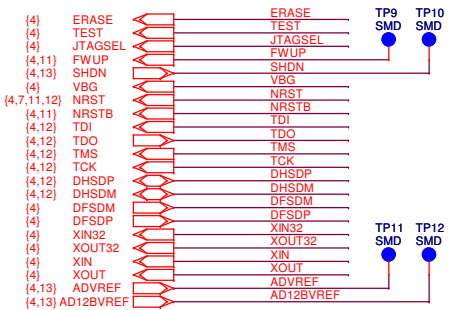 TP9 TP10
SMD SMD
{4} ERASE ERASE
{4} TEST TEST
{4} JTAGSEL JTAGSEL
{4,11} FWUP FWUP
{4,13} SHDN SHDN
{4} VBG VBG
{4,7,11,12} NRST NRST
{4,11} NRSTB NRSTB
{4,12} TDI TDI
{4,12} TDO TDO
{4,12} TMS TMS
{4,12} TCK TCK
{4,12} DHSDP DHSDP
{4,12} DHSDM DHSDM
{4} DFSDM DFSDM
{4} DFSDP DFSDP
{4} XIN32 XIN32
{4} XOUT32 XOUT32
{4} XIN XIN
{4} XOUT XOUT
TP11 TP12
SMD SMD
{4,13} ADVREF ADVREF
{4,13} AD12BVREF AD12BVREF